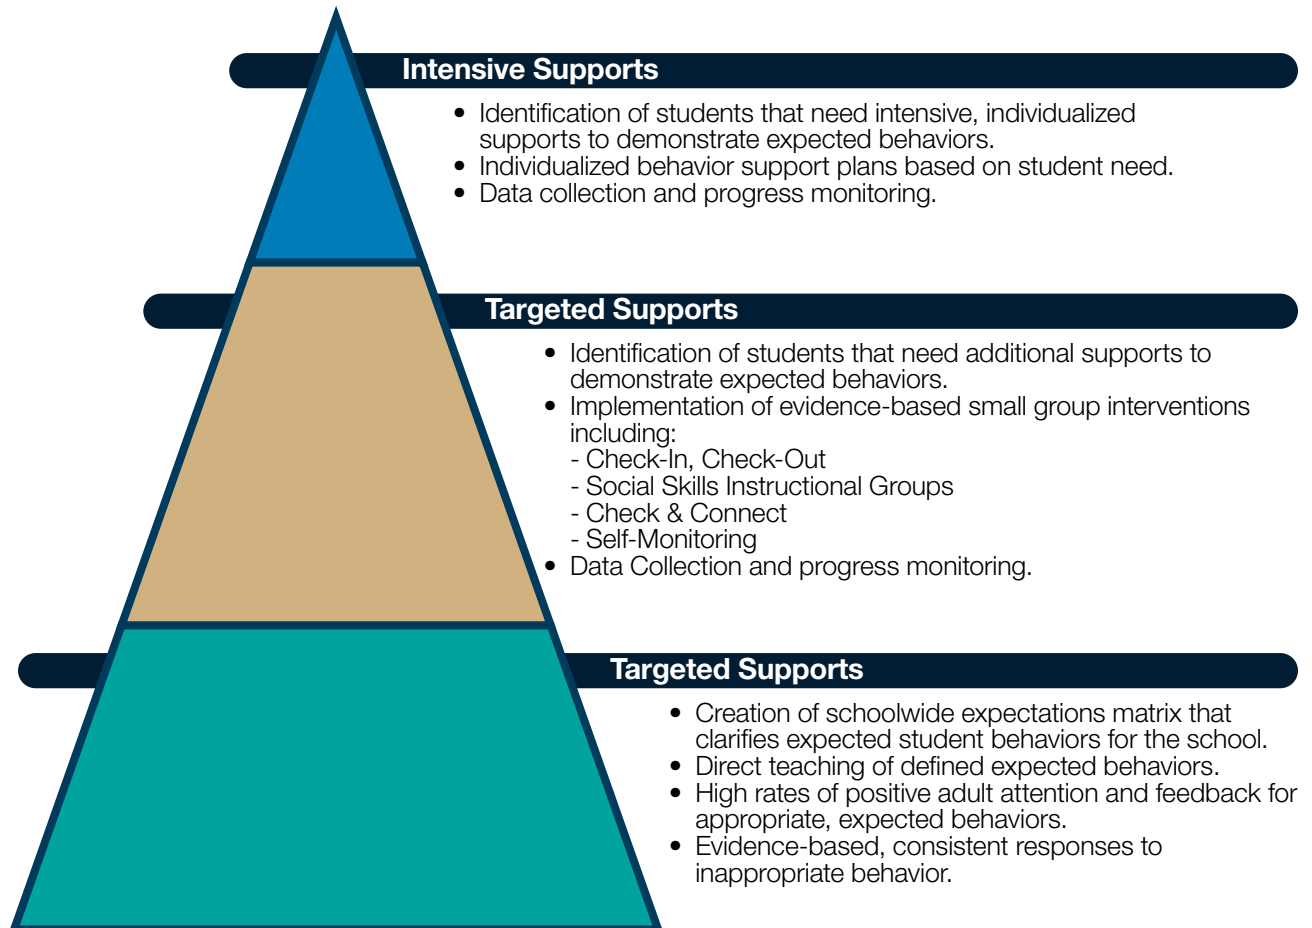 Intensive Supports
• Identification of students that need intensive, individualized
supports to demonstrate expected behaviors.
• Individualized behavior support plans based on student need.
• Data collection and progress monitoring.
Targeted Supports
• Identification of students that need additional supports to
demonstrate expected behaviors.
• Implementation of evidence-based small group interventions
including:
- Check-In, Check-Out
- Social Skills Instructional Groups
- Check & Connect
- Self-Monitoring
• Data Collection and progress monitoring.
Targeted Supports
• Creation of schoolwide expectations matrix that
clarifies expected student behaviors for the school.
• Direct teaching of defined expected behaviors.
• High rates of positive adult attention and feedback for
appropriate, expected behaviors.
• Evidence-based, consistent responses to
inappropriate behavior.